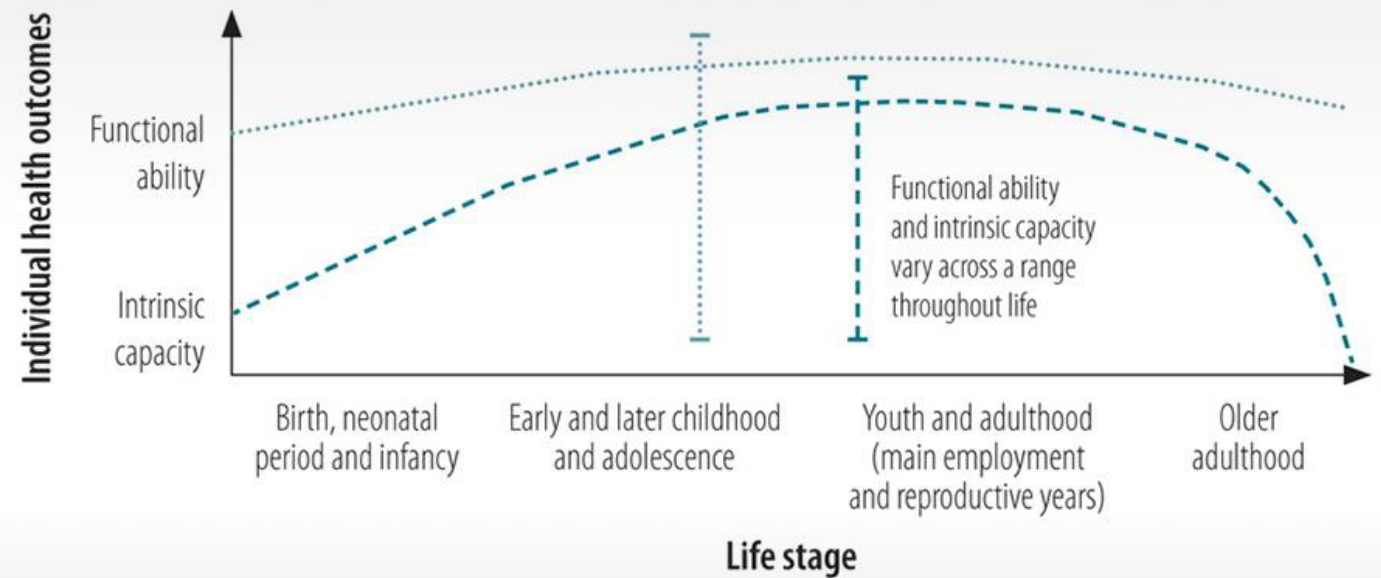 Individual health outcomes
Functional
ability
Intrinsic
capacity
Functional ability
and intrinsic capacity
vary across a range
throughout life
Birth, neonatal
period and infancy
Early and later childhood
and adolescence
Youth and adulthood
(main employment
and reproductive years)
Older
adulthood
Life stage